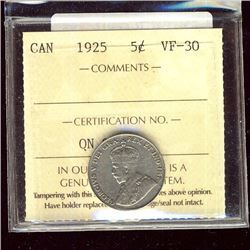 CAN 1925 5¢ VF-30
— COMMENTS —
— CERTIFICATION NO. —
QN
IN OU IS A
GENU TEM.
Tampering with this es above opinion.
Have holder replac ge/seal not intact.